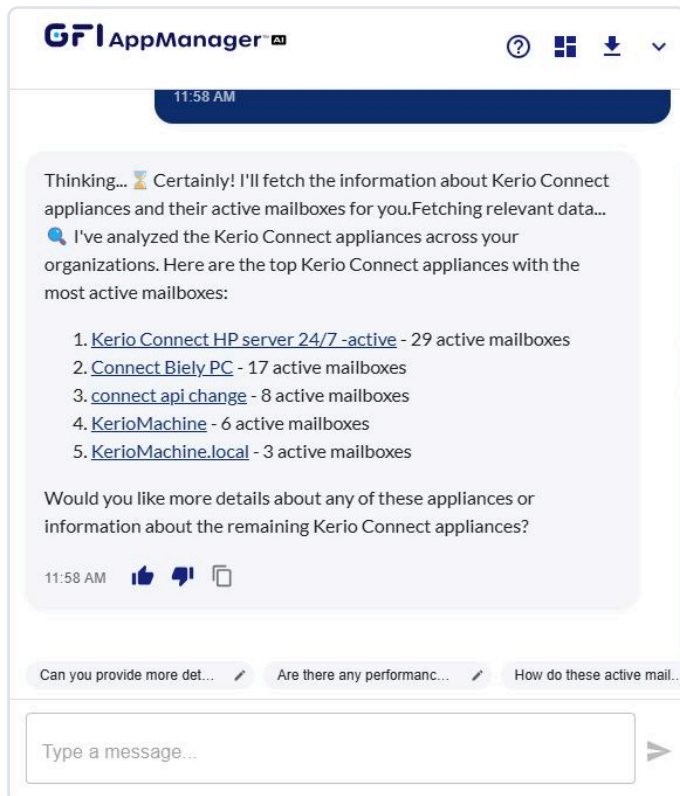 GFI AppManager™ AI
11:58 AM
Thinking... ⏳ Certainly! I'll fetch the information about Kerio Connect
appliances and their active mailboxes for you.Fetching relevant data...
🔍 I've analyzed the Kerio Connect appliances across your
organizations. Here are the top Kerio Connect appliances with the
most active mailboxes:
1. Kerio Connect HP server 24/7 -active - 29 active mailboxes
2. Connect Biely PC - 17 active mailboxes
3. connect api change - 8 active mailboxes
4. KerioMachine - 6 active mailboxes
5. KerioMachine.local - 3 active mailboxes
Would you like more details about any of these appliances or
information about the remaining Kerio Connect appliances?
11:58 AM
Can you provide more det... Are there any performanc... How do these active mail...
Type a message...